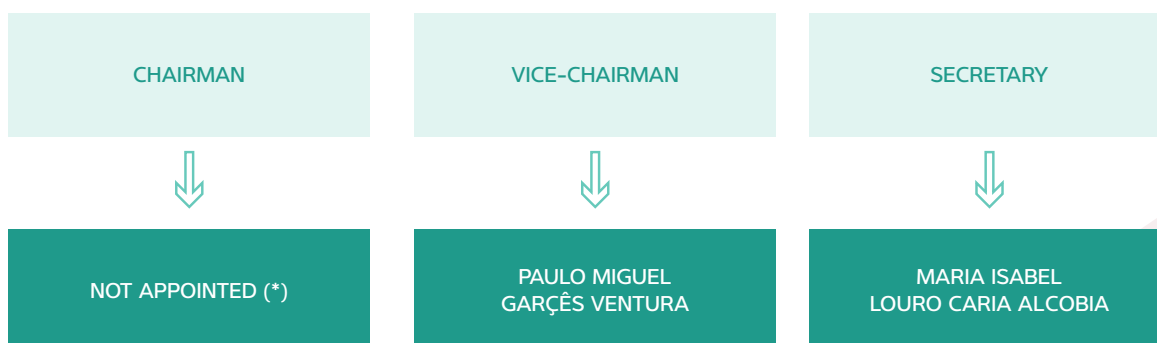 CHAIRMAN
VICE-CHAIRMAN
SECRETARY
NOT APPOINTED (*)
PAULO MIGUEL
GARÇÊS VENTURA
MARIA ISABEL
LOURO CARIA ALCOBIA